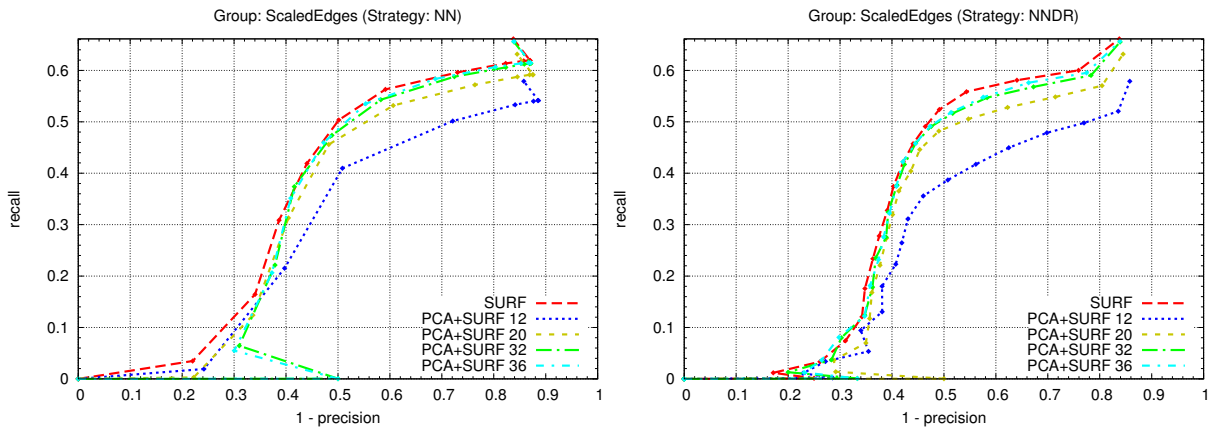 Group: ScaledEdges (Strategy: NN)
recall
0.6
0.5
0.4
0.3
0.2
0.1
0
SURF
PCA+SURF 12
PCA+SURF 20
PCA+SURF 32
PCA+SURF 36
0 0.1 0.2 0.3 0.4 0.5 0.6 0.7 0.8 0.9 1
1 - precision
Group: ScaledEdges (Strategy: NNDR)
recall
0.6
0.5
0.4
0.3
0.2
0.1
0
SURF
PCA+SURF 12
PCA+SURF 20
PCA+SURF 32
PCA+SURF 36
0 0.1 0.2 0.3 0.4 0.5 0.6 0.7 0.8 0.9 1
1 - precision